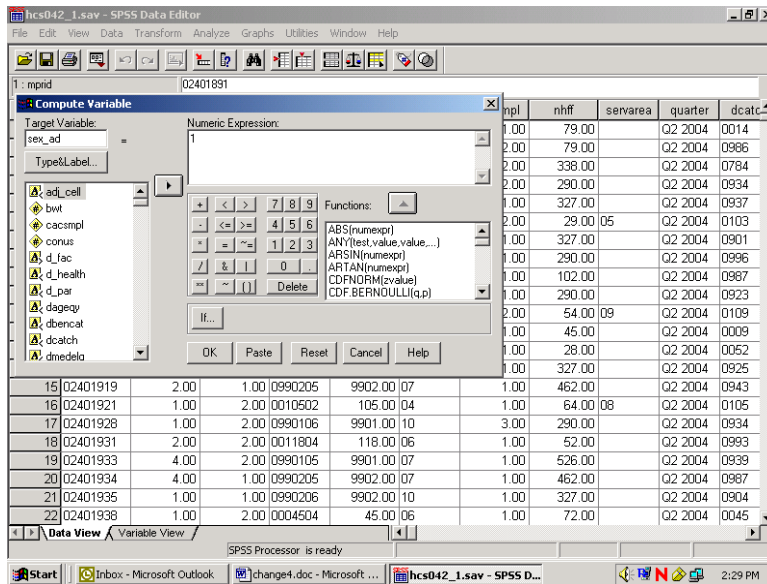 hcs042_1.sav - SPSS Data Editor
File Edit View Data Transform Analyze Graphs Utilities Window Help
1 : mprid 02401891
Compute Variable
Target Variable:
sex_ad
=
Type&Label...
Numeric Expression:
1
adj_cell
bwt
cacsmpl
conus
d_fac
d_health
d_par
dageqy
dbencat
dcatch
dmedelg
+ < > 7 8 9
- <= >= 4 5 6
* = ~= 1 2 3
/ & | 0 .
** ~ () Delete
Functions:
ABS(numexpr)
ANY(test,value,value,...)
ARSIN(numexpr)
ARTAN(numexpr)
CDFNORM(zvalue)
CDF.BERNOULLI(q,p)
If...
OK Paste Reset Cancel Help
mpl nhff servarea quarter dcatc
1.00 79.00 Q2 2004 0014
2.00 79.00 Q2 2004 0986
2.00 338.00 Q2 2004 0784
2.00 290.00 Q2 2004 0934
1.00 327.00 Q2 2004 0937
2.00 29.00 05 Q2 2004 0103
1.00 327.00 Q2 2004 0901
1.00 290.00 Q2 2004 0996
1.00 102.00 Q2 2004 0987
1.00 290.00 Q2 2004 0923
2.00 54.00 09 Q2 2004 0109
1.00 45.00 Q2 2004 0009
1.00 28.00 Q2 2004 0052
1.00 327.00 Q2 2004 0925
15 02401919 2.00 1.00 0990205 9902.00 07 1.00 462.00 Q2 2004 0943
16 02401921 1.00 2.00 0010502 105.00 04 1.00 64.00 08 Q2 2004 0105
17 02401928 1.00 2.00 0990106 9901.00 10 3.00 290.00 Q2 2004 0934
18 02401931 2.00 2.00 0011804 118.00 06 1.00 52.00 Q2 2004 0993
19 02401933 4.00 2.00 0990105 9901.00 07 1.00 526.00 Q2 2004 0939
20 02401934 4.00 1.00 0990205 9902.00 07 1.00 462.00 Q2 2004 0987
21 02401935 1.00 1.00 0990206 9902.00 10 1.00 327.00 Q2 2004 0904
22 02401938 1.00 2.00 0004504 45.00 06 1.00 72.00 Q2 2004 0045
Data View Variable View
SPSS Processor is ready
Start Inbox - Microsoft Outlook change4.doc - Microsoft ... hcs042_1.sav - SPSS D... 2:29 PM